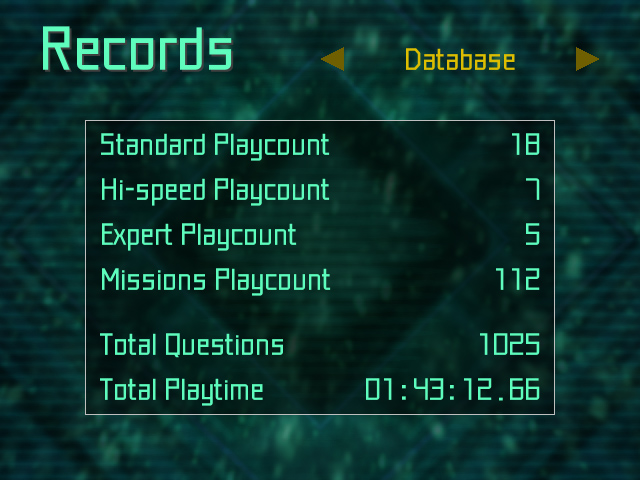 Records
Database
Standard Playcount 18
Hi-speed Playcount 7
Expert Playcount 5
Missions Playcount 112
Total Questions 1025
Total Playtime 01:43:12.66